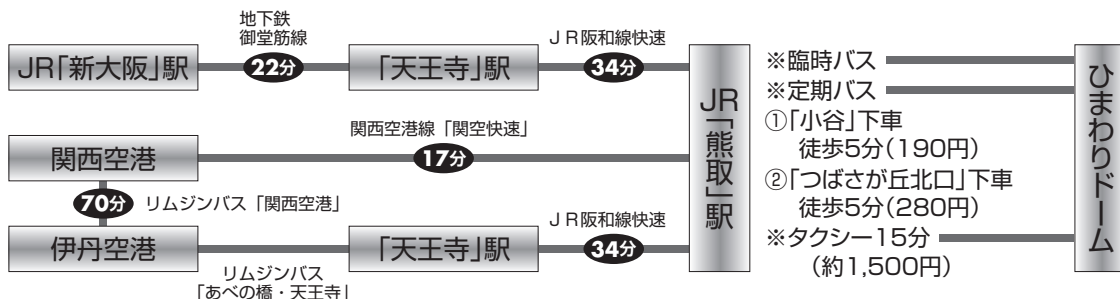 地下鉄
御堂筋線
JR「新大阪」駅
22分
「天王寺」駅
JR阪和線快速
34分
関西空港
関西空港線「関空快速」
17分
70分
リムジンバス「関西空港」
伊丹空港
リムジンバス
「あべの橋・天王寺」
「天王寺」駅
JR阪和線快速
34分
JR「熊取」駅
※臨時バス
※定期バス
①「小谷」下車
徒歩5分(190円)
②「つばさが丘北口」下車
徒歩5分(280円)
※タクシー15分
(約1,500円)
ひまわりドーム